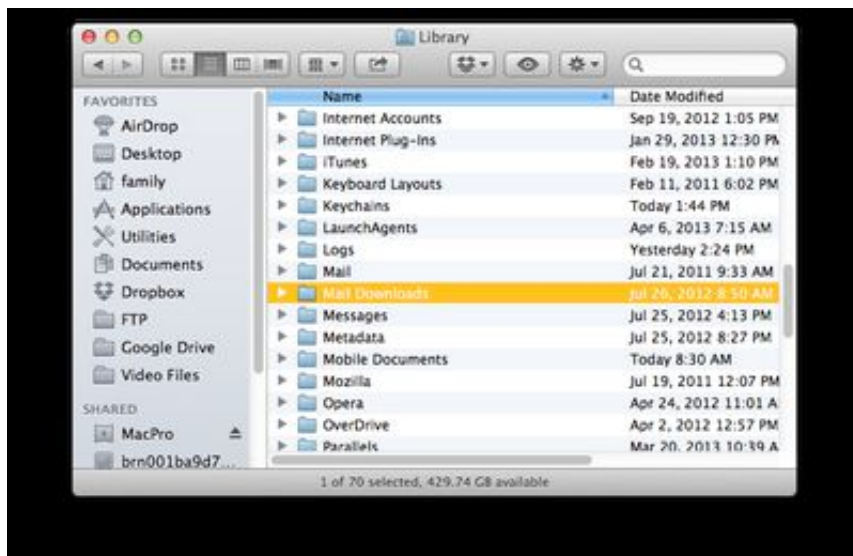 Library
FAVORITES
AirDrop
Desktop
family
Applications
Utilities
Documents
Dropbox
FTP
Google Drive
Video Files
SHARED
MacPro
brn001ba9d7...
Name Date Modified
Internet Accounts Sep 19, 2012 1:05 PM
Internet Plug-Ins Jan 29, 2013 12:30 PM
iTunes Feb 19, 2013 1:10 PM
Keyboard Layouts Feb 11, 2011 6:02 PM
Keychains Today 1:44 PM
LaunchAgents Apr 6, 2013 7:15 AM
Logs Yesterday 2:24 PM
Mail Jul 21, 2011 9:33 AM
Mail Downloads Jul 26, 2012 8:50 AM
Messages Jul 25, 2012 4:13 PM
Metadata Jul 25, 2012 8:27 PM
Mobile Documents Today 8:30 AM
Mozilla Jul 19, 2011 12:07 PM
Opera Apr 24, 2012 11:01 A
OverDrive Apr 2, 2012 12:57 PM
Parallels Mar 20, 2013 10:39 A
1 of 70 selected, 429.74 GB available